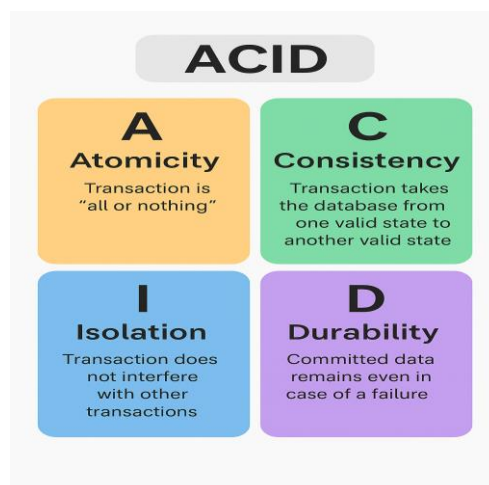 ACID
A
Atomicity
Transaction is
“all or nothing”
C
Consistency
Transaction takes
the database from
one valid state to
another valid state
I
Isolation
Transaction does
not interfere
with other
transactions
D
Durability
Committed data
remains even in
case of a failure